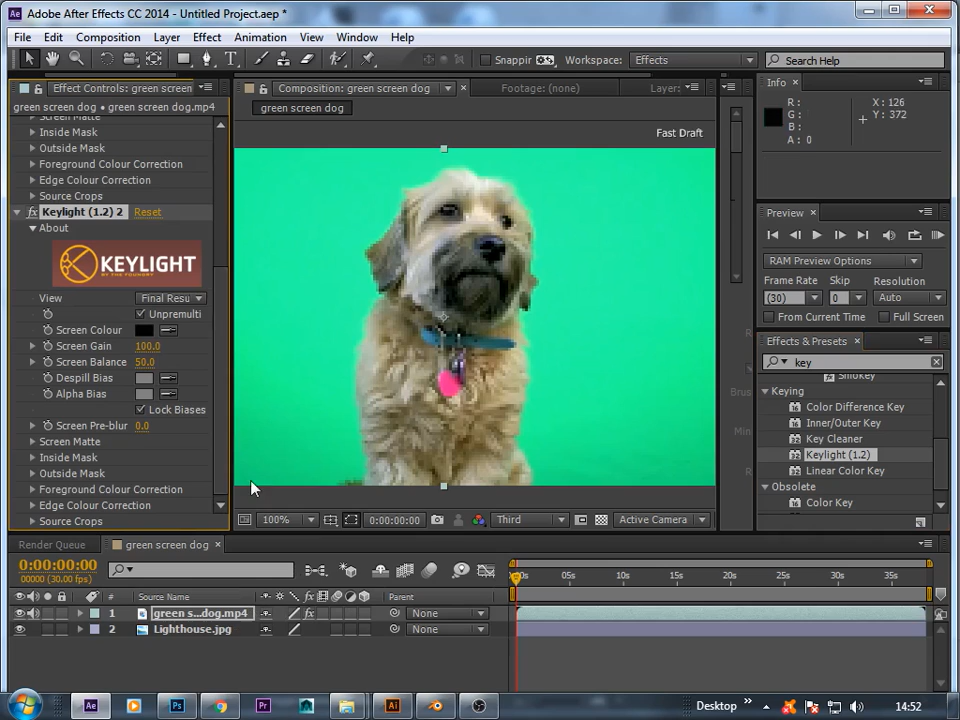 Adobe After Effects CC 2014 - Untitled Project.aep *
File Edit Composition Layer Effect Animation View Window Help
Snappir Workspace: Effects Search Help
Effect Controls: green screen Composition: green screen dog Footage: (none) Layer: Info
green screen dog • green screen dog.mp4 green screen dog
R: X: 126
G: Y: 372
B:
A: 0
Fast Draft
Inside Mask
Outside Mask
Foreground Colour Correction
Edge Colour Correction
Source Crops
Keylight (1.2) 2 Reset
About
KEYLIGHT
BY THE FOUNDRY
View Final Resu
Unpremulti
Screen Colour
Screen Gain 100.0
Screen Balance 50.0
Despill Bias
Alpha Bias
Lock Biases
Screen Pre-blur 0.0
Screen Matte
Inside Mask
Outside Mask
Foreground Colour Correction
Edge Colour Correction
Source Crops
Preview
RAM Preview Options
Frame Rate Skip Resolution
(30) 0 Auto
From Current Time Full Screen
Effects & Presets
key
Smokey
Keying
Color Difference Key
Inner/Outer Key
Key Cleaner
Keylight (1.2)
Linear Color Key
Obsolete
Color Key
Brus
Min
100% 0:00:00:00 Third Active Camera
Render Queue green screen dog
0:00:00:00
00000 (30.00 fps)
05s 10s 15s 20s 25s 30s 35s
# Source Name Parent
1 green s...dog.mp4 None
2 Lighthouse.jpg None
Desktop 14:52